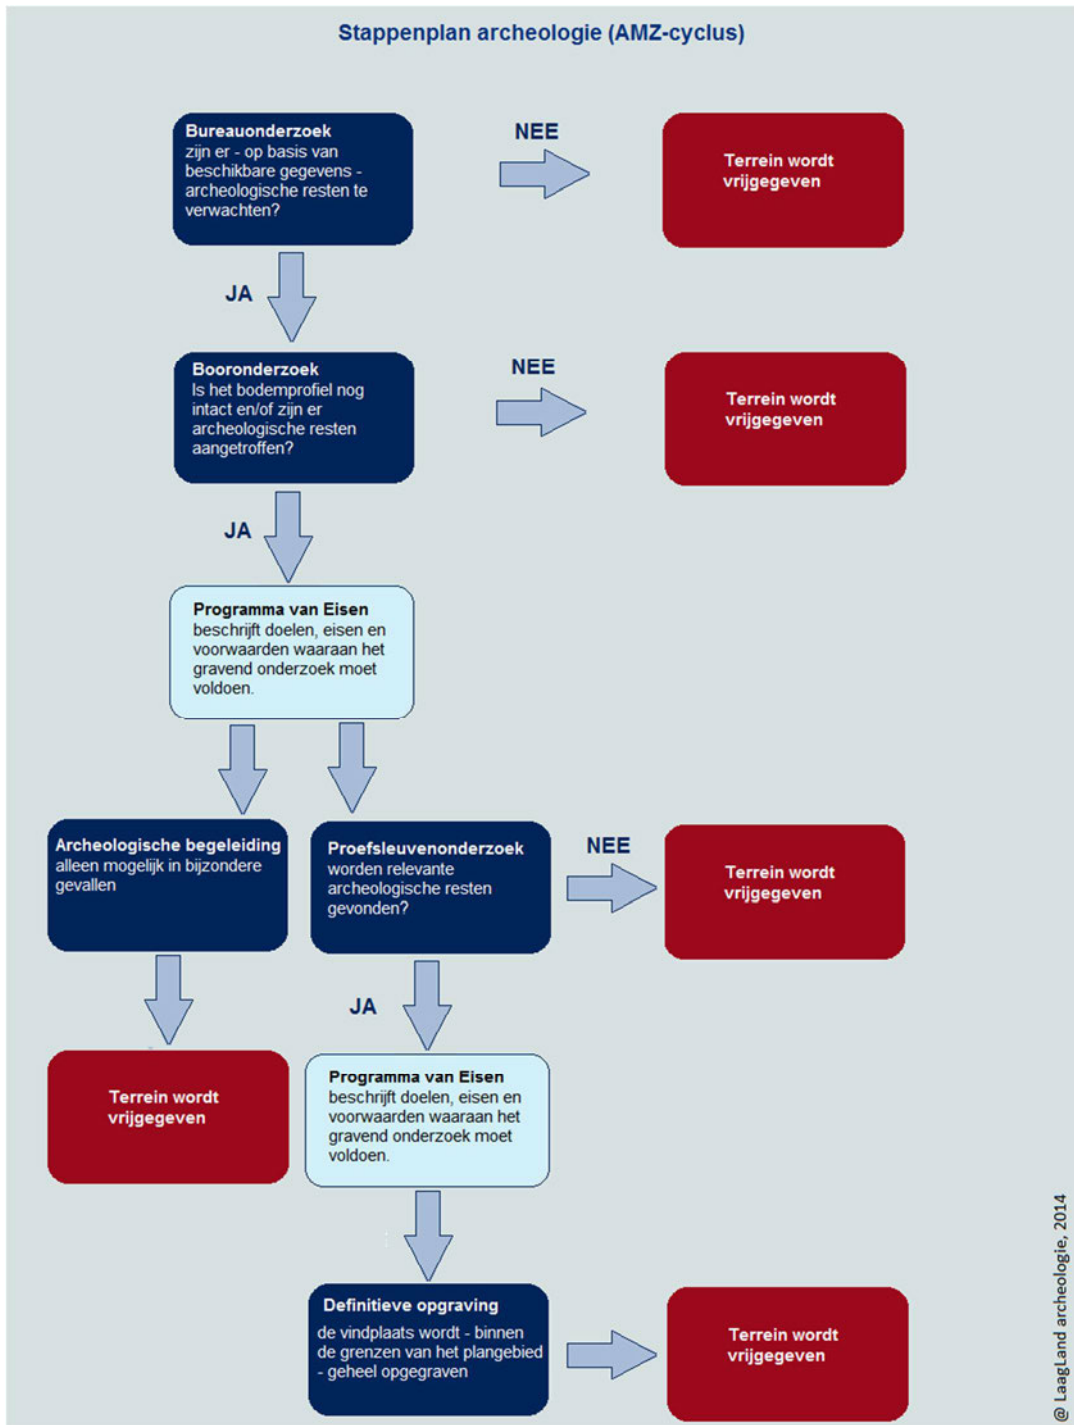 Stappenplan archeologie (AMZ-cyclus)
Bureauonderzoek
zijn er - op basis van
beschikbare gegevens -
archeologische resten te
verwachten?
NEE
Terrein wordt
vrijgegeven
JA
Booronderzoek
Is het bodemprofiel nog
intact en/of zijn er
archeologische resten
aangetroffen?
NEE
Terrein wordt
vrijgegeven
JA
Programma van Eisen
beschrijft doelen, eisen en
voorwaarden waaraan het
gravend onderzoek moet
voldoen.
Archeologische begeleiding
alleen mogelijk in bijzondere
gevallen
Proefsleuvenonderzoek
worden relevante
archeologische resten
gevonden?
NEE
Terrein wordt
vrijgegeven
JA
Terrein wordt
vrijgegeven
Programma van Eisen
beschrijft doelen, eisen en
voorwaarden waaraan het
gravend onderzoek moet
voldoen.
Definitieve opgraving
de vindplaats wordt - binnen
de grenzen van het plangebied
- geheel opgegraven
Terrein wordt
vrijgegeven
@ LaagLand archeologie, 2014